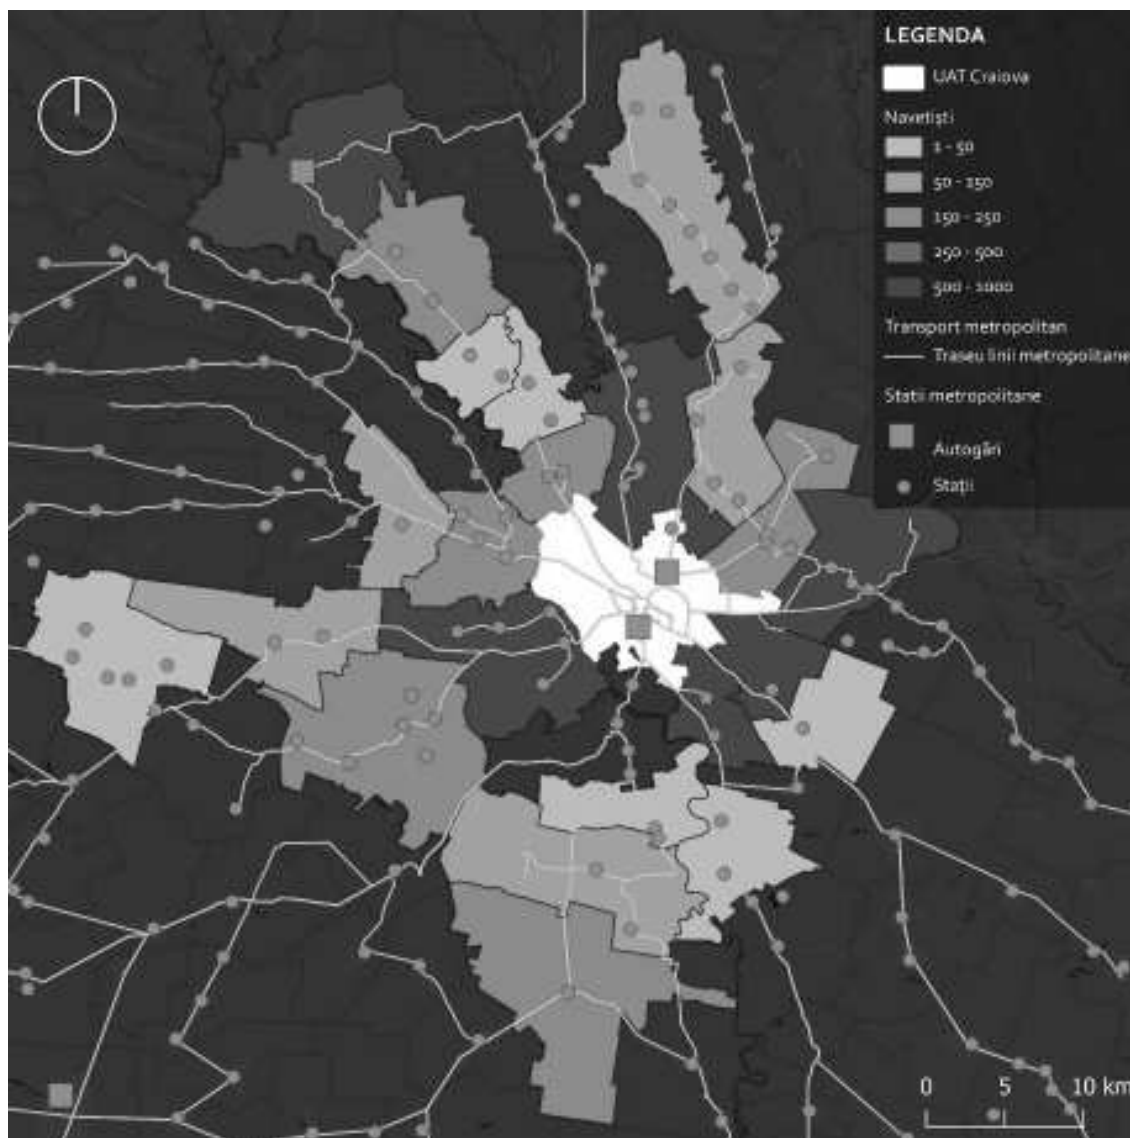 LEGENDA
UAT Craiova
Navetiști
1 - 50
50 - 150
150 - 250
250 - 500
500 - 1000
Transport metropolitan
Traseu linii metropolitane
Statii metropolitane
Autogări
Stații
0 5 10 km